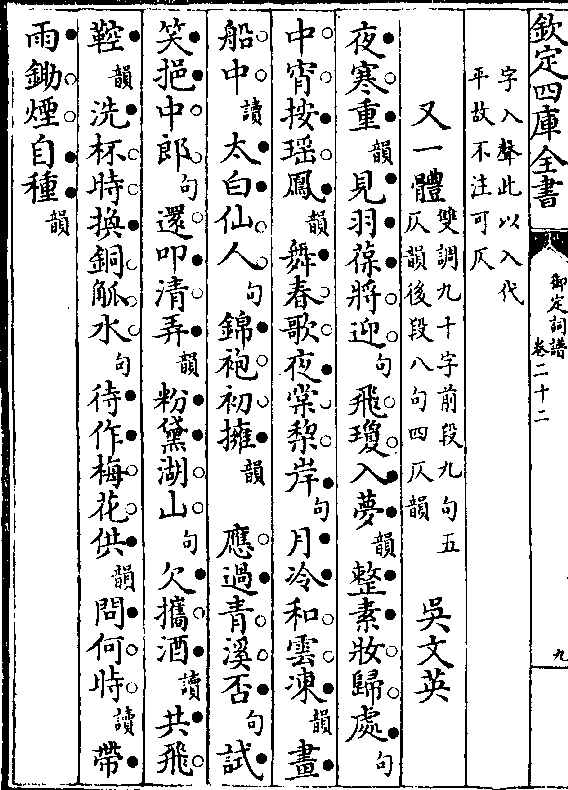 欽定四庫全書
御定詞譜
卷二十二
九
字入聲此以入代
平故不注可仄
又一體
雙調九十字前段九句五
仄韻後段八句四仄韻
吳文英
夜寒重韻見羽葆將迎句飛瓊入夢韻整素妝歸處句
中宵按瑶鳳韻舞春歌夜棠棃岸句月冷和雲凍韻畫
船中讀太白仙人句錦袍初擁韻 應過青溪否句試
笑挹中郎句還叩清弄韻粉黛湖山句欠攜酒讀共飛
鞚韻洗杯時換銅觚水句待作梅花供韻問何時讀帶
雨鋤煙自種韻